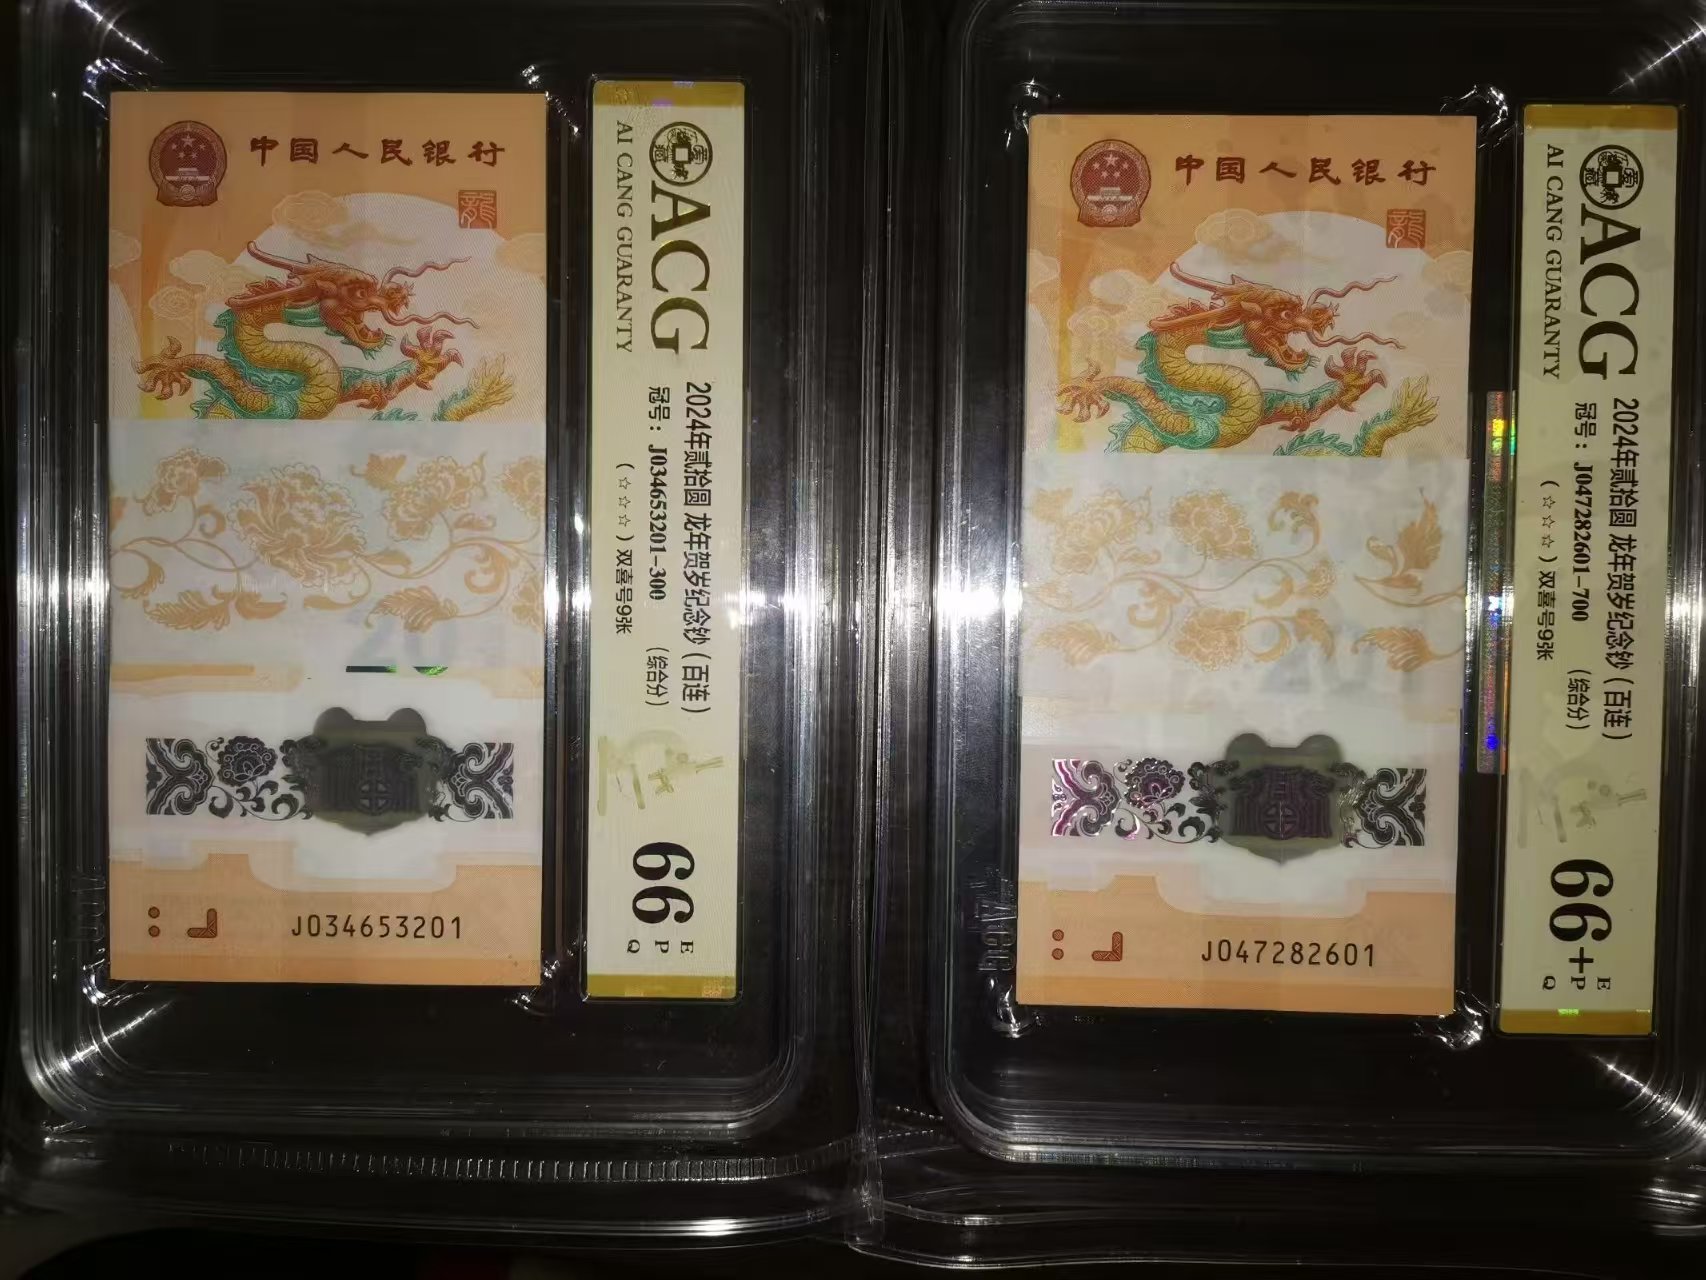 中国人民银行
龍
J034653201
ACG
AI CANG GUARANTY
2024年贰拾圆 龙年贺岁纪念钞（百连）
冠号：J034653201-300 （综合分）
（☆☆☆）双喜号9张
66 E
P
Q
中国人民银行
龍
J047282601
ACG
AI CANG GUARANTY
2024年贰拾圆 龙年贺岁纪念钞（百连）
冠号：J047282601-700 （综合分）
（☆☆☆）双喜号9张
66+ E
P
Q